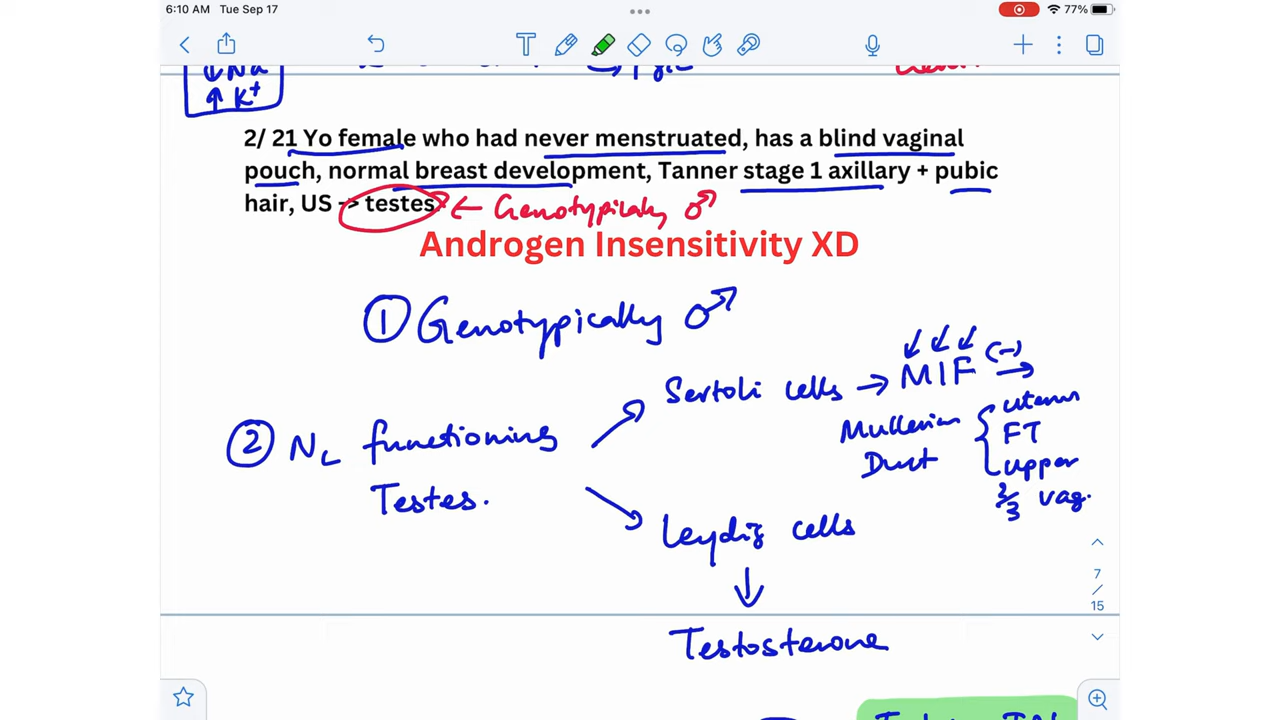 6:10 AM Tue Sep 17
77%
↓ Na
↑ K+
2/ 21 Yo female who had never menstruated, has a blind vaginal
pouch, normal breast development, Tanner stage 1 axillary + pubic
hair, US -> testes.
← Genotypically ♂
Androgen Insensitivity XD
① Genotypically ♂
Sertoli cells → MIF (-) →
↓ ↓ ↓
② NL functioning
Testes.
Mullerian
Duct
uterus
FT
upper
2/3 vag.
Leydig cells
↓
Testosterone
7
/
15